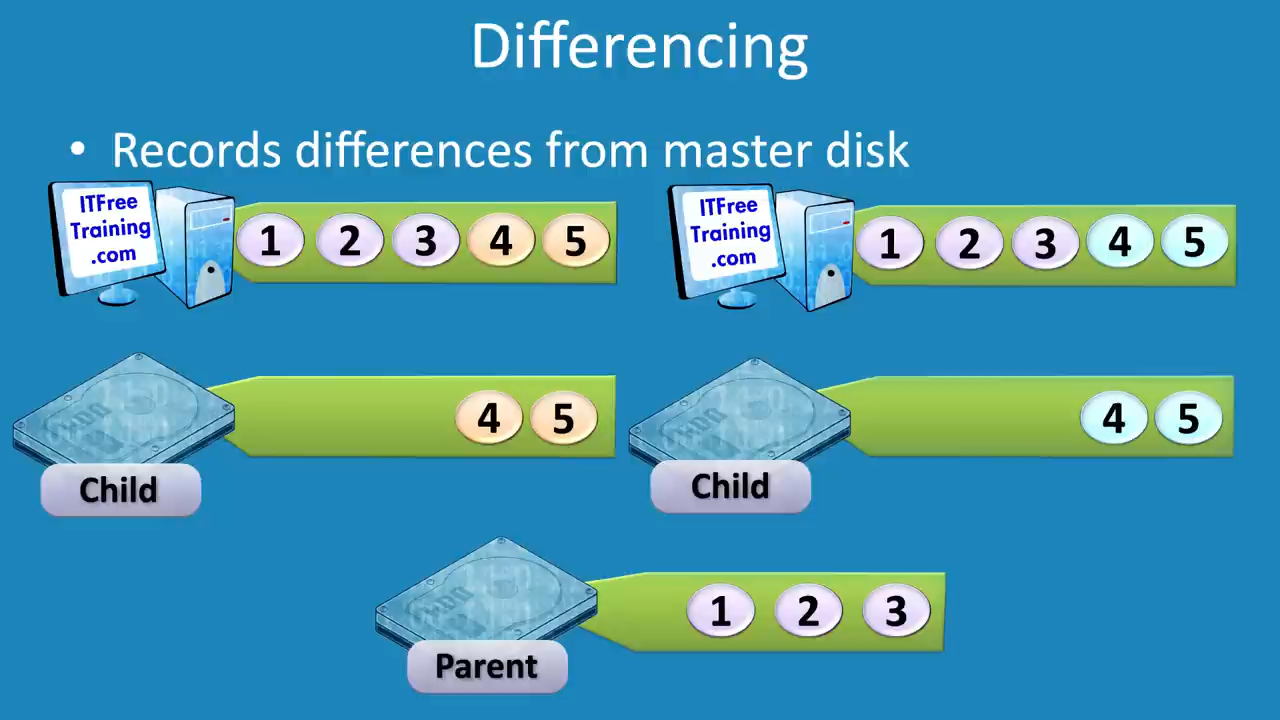 Differencing
• Records differences from master disk
ITFree
Training
.com
1 2 3 4 5
ITFree
Training
.com
1 2 3 4 5
4 5
Child
4 5
Child
1 2 3
Parent